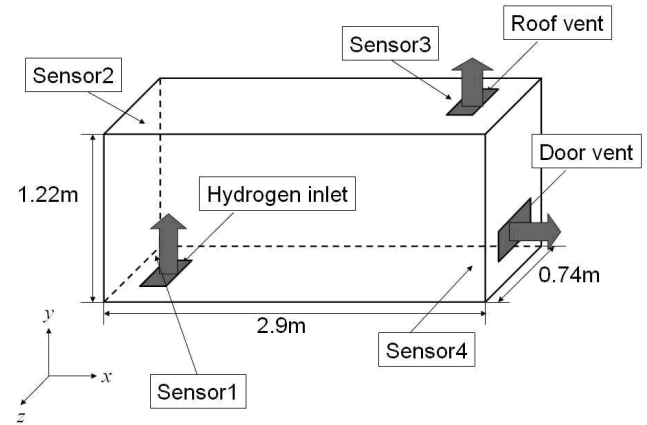 Roof vent
Sensor3
Sensor2
Door vent
1.22m
Hydrogen inlet
0.74m
2.9m
Sensor4
y
x
Sensor1
z